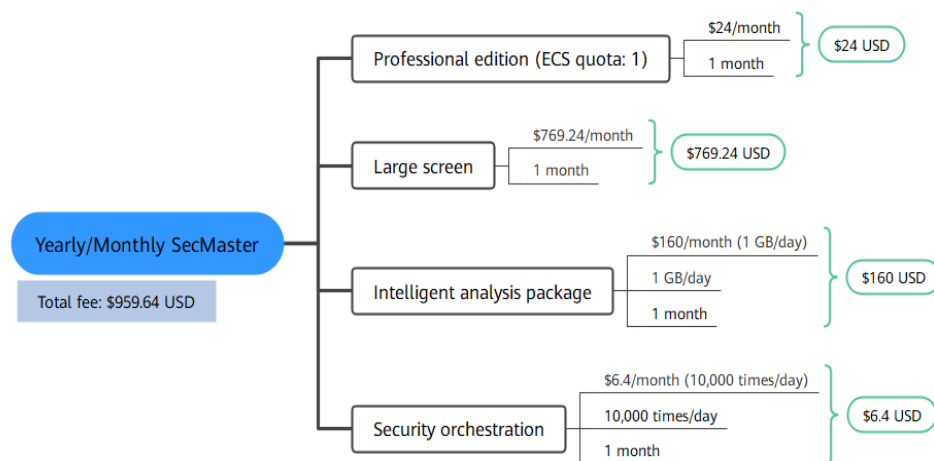 Yearly/Monthly SecMaster
Total fee: $959.64 USD
Professional edition (ECS quota: 1)
$24/month
1 month
$24 USD
Large screen
$769.24/month
1 month
$769.24 USD
Intelligent analysis package
$160/month (1 GB/day)
1 GB/day
1 month
$160 USD
Security orchestration
$6.4/month (10,000 times/day)
10,000 times/day
1 month
$6.4 USD